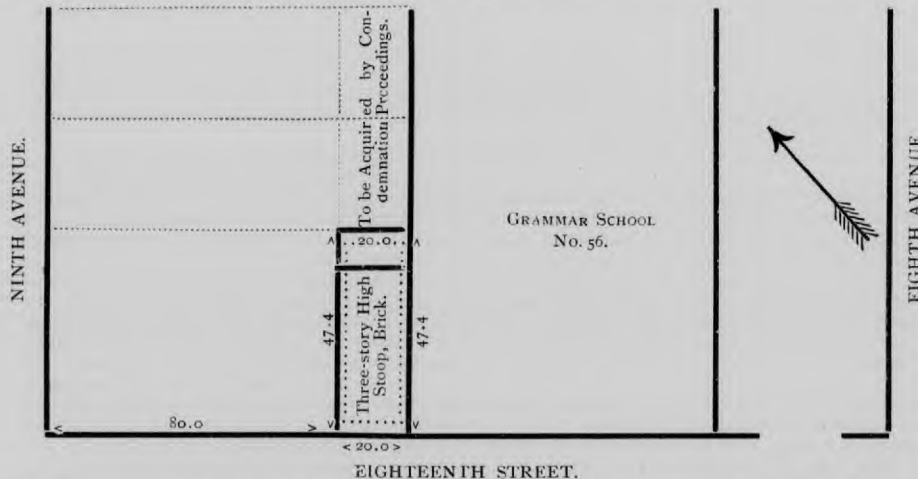 NINTH AVENUE.
To be Acquired by Con-
demnation Proceedings.
20.0
47.4
Three-story High
Stoop, Brick.
47.4
80.0
20.0
GRAMMAR SCHOOL
No. 56.
EIGHTH AVENUE
EIGHTEENTH STREET.